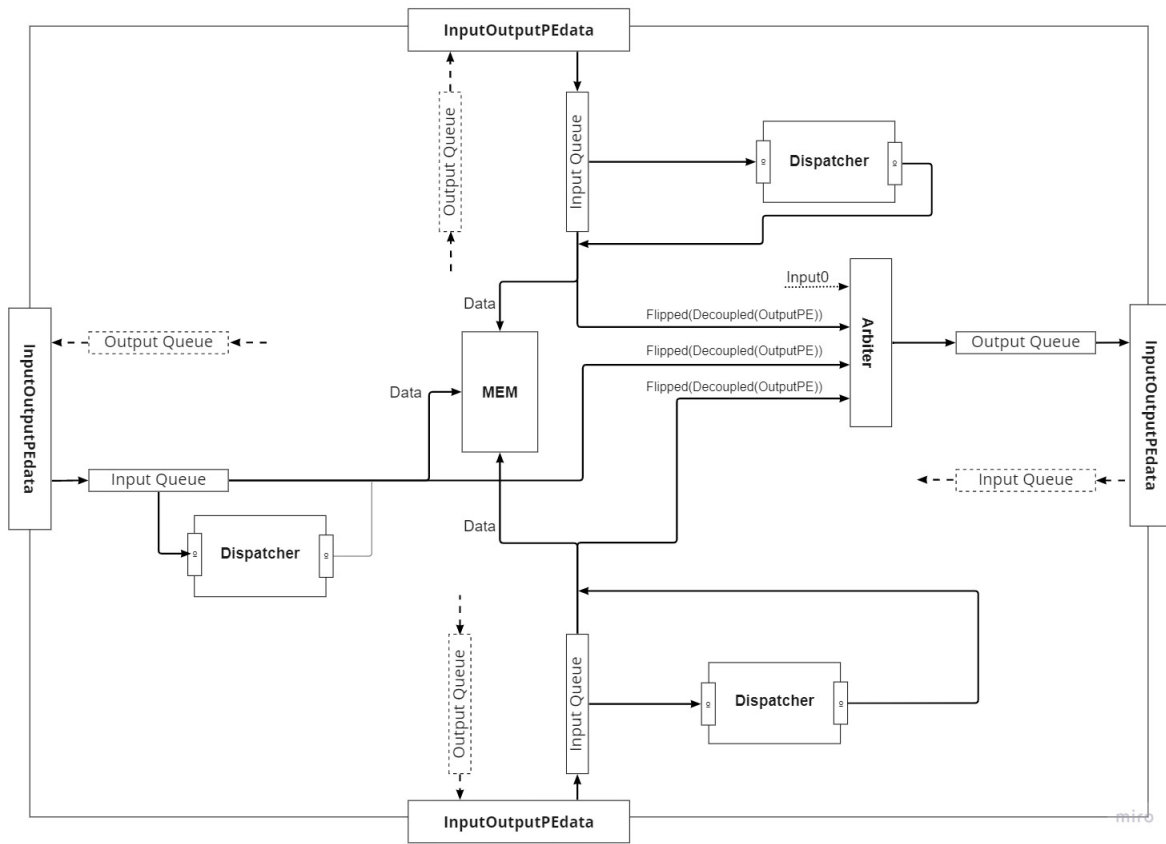 InputOutputPEdata
Output Queue
Input Queue
Dispatcher
Input0
Data
Flipped(Decoupled(OutputPE))
Arbiter
InputOutputPEdata
Output Queue
MEM
Flipped(Decoupled(OutputPE))
Output Queue
InputOutputPEdata
Data
Flipped(Decoupled(OutputPE))
Input Queue
Input Queue
Data
Dispatcher
Output Queue
Input Queue
Dispatcher
InputOutputPEdata
miro